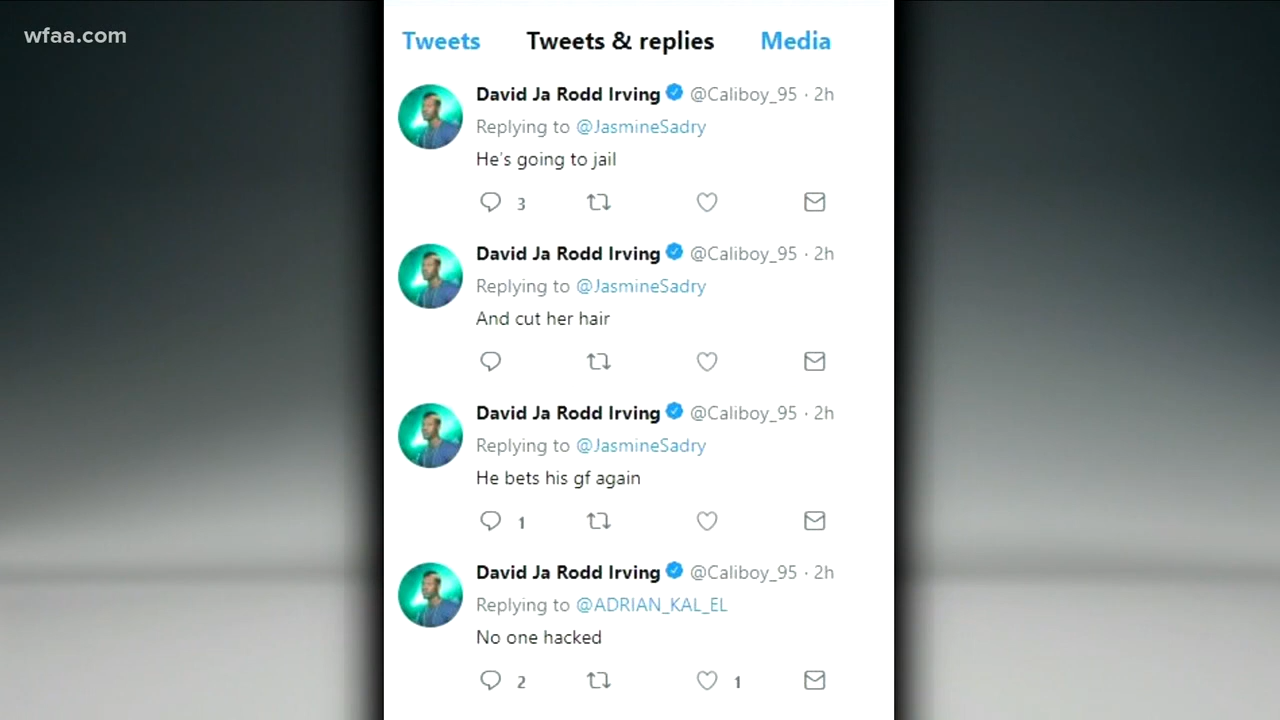 wfaa.com
Tweets Tweets & replies Media
David Ja Rodd Irving @Caliboy_95 · 2h
Replying to @JasmineSadry
He's going to jail
3
David Ja Rodd Irving @Caliboy_95 · 2h
Replying to @JasmineSadry
And cut her hair
David Ja Rodd Irving @Caliboy_95 · 2h
Replying to @JasmineSadry
He bets his gf again
1
David Ja Rodd Irving @Caliboy_95 · 2h
Replying to @ADRIAN_KAL_EL
No one hacked
2 1